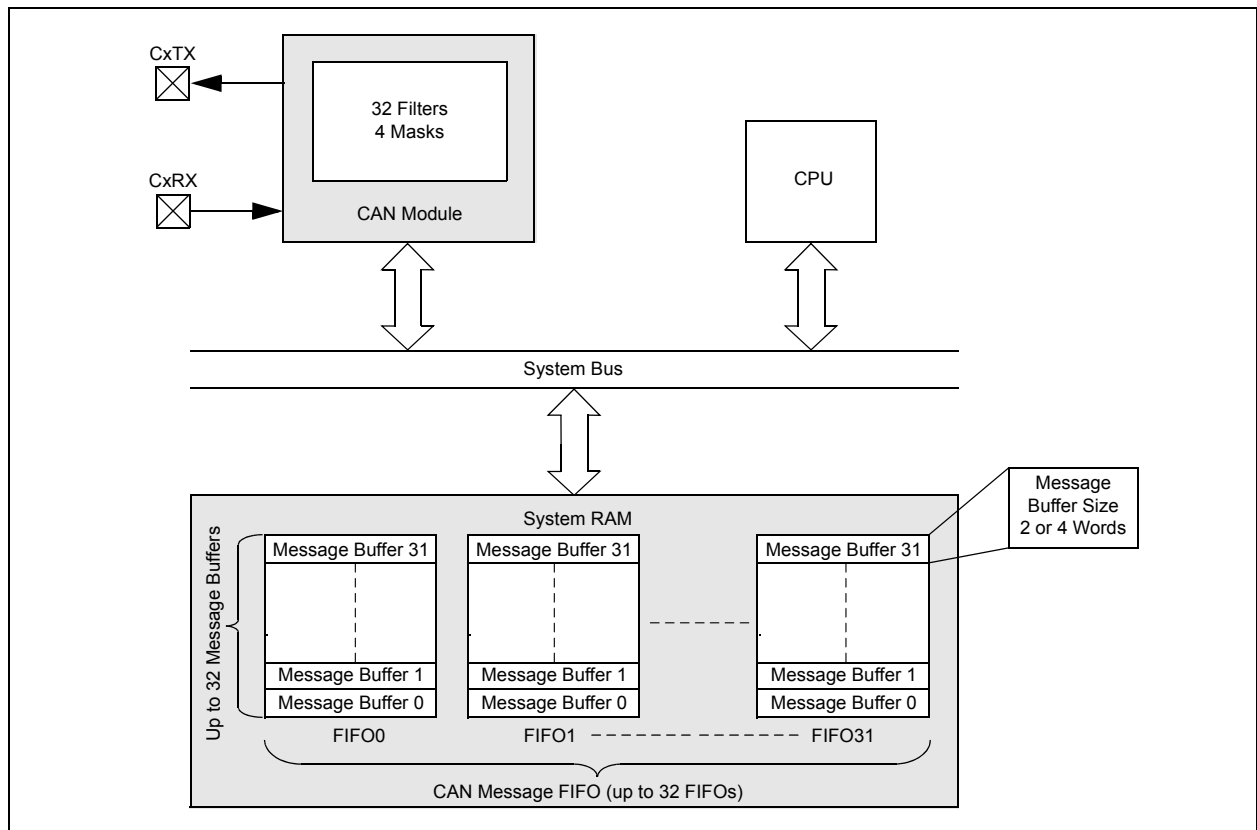 CxTX
32 Filters
4 Masks
CxRX
CAN Module
CPU
System Bus
System RAM
Message
Buffer Size
2 or 4 Words
Up to 32 Message Buffers
Message Buffer 31
Message Buffer 1
Message Buffer 0
FIFO0
Message Buffer 31
Message Buffer 1
Message Buffer 0
FIFO1
Message Buffer 31
Message Buffer 1
Message Buffer 0
FIFO31
CAN Message FIFO (up to 32 FIFOs)